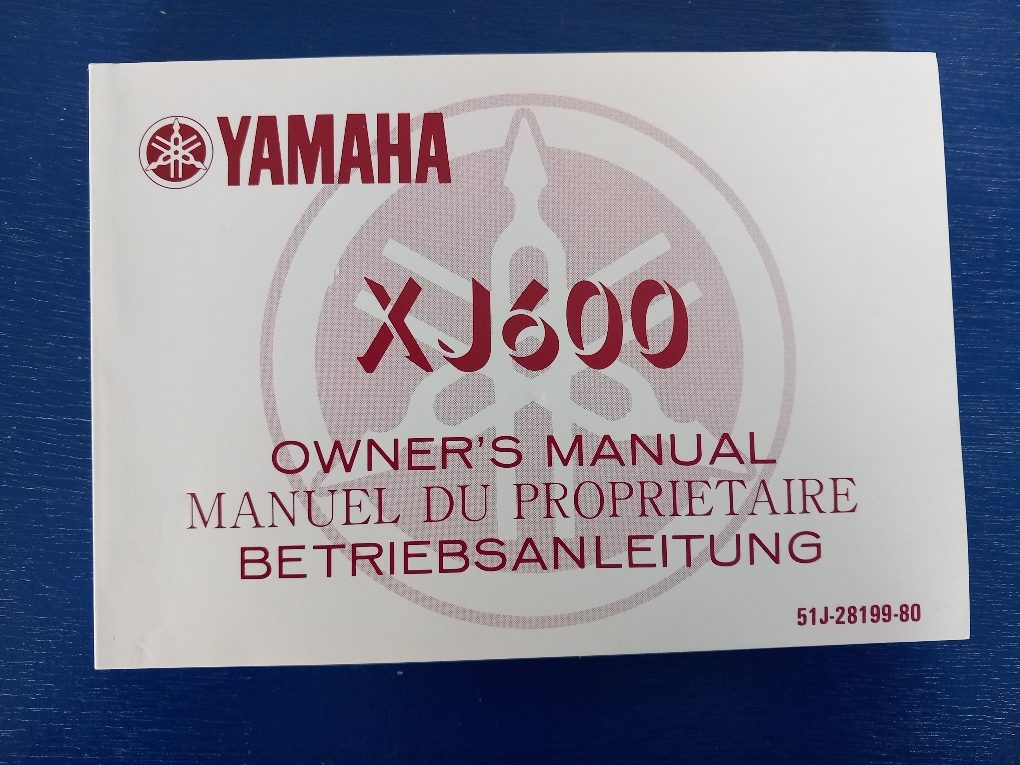 YAMAHA
XJ600
OWNER'S MANUAL
MANUEL DU PROPRIETAIRE
BETRIEBSANLEITUNG
51J-28199-80